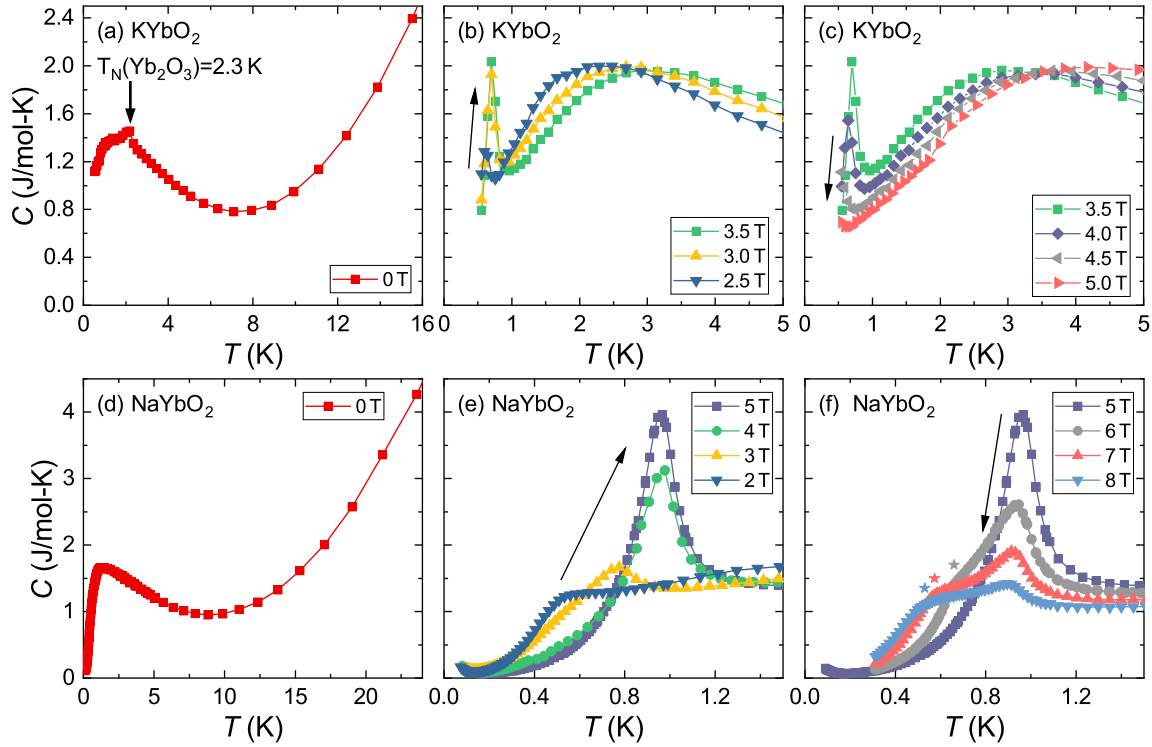 (a) KYbO₂
T_N(Yb₂O₃)=2.3 K
0 T
C (J/mol-K)
2.4
2.0
1.6
1.2
0.8
0.4
0.0
0 4 8 12 16
T (K)
(b) KYbO₂
3.5 T
3.0 T
2.5 T
0 1 2 3 4 5
T (K)
(c) KYbO₂
3.5 T
4.0 T
4.5 T
5.0 T
0 1 2 3 4 5
T (K)
(d) NaYbO₂
0 T
C (J/mol-K)
4
3
2
1
0
0 5 10 15 20
T (K)
(e) NaYbO₂
5 T
4 T
3 T
2 T
0.0 0.4 0.8 1.2
T (K)
(f) NaYbO₂
5 T
6 T
7 T
8 T
0.0 0.4 0.8 1.2
T (K)